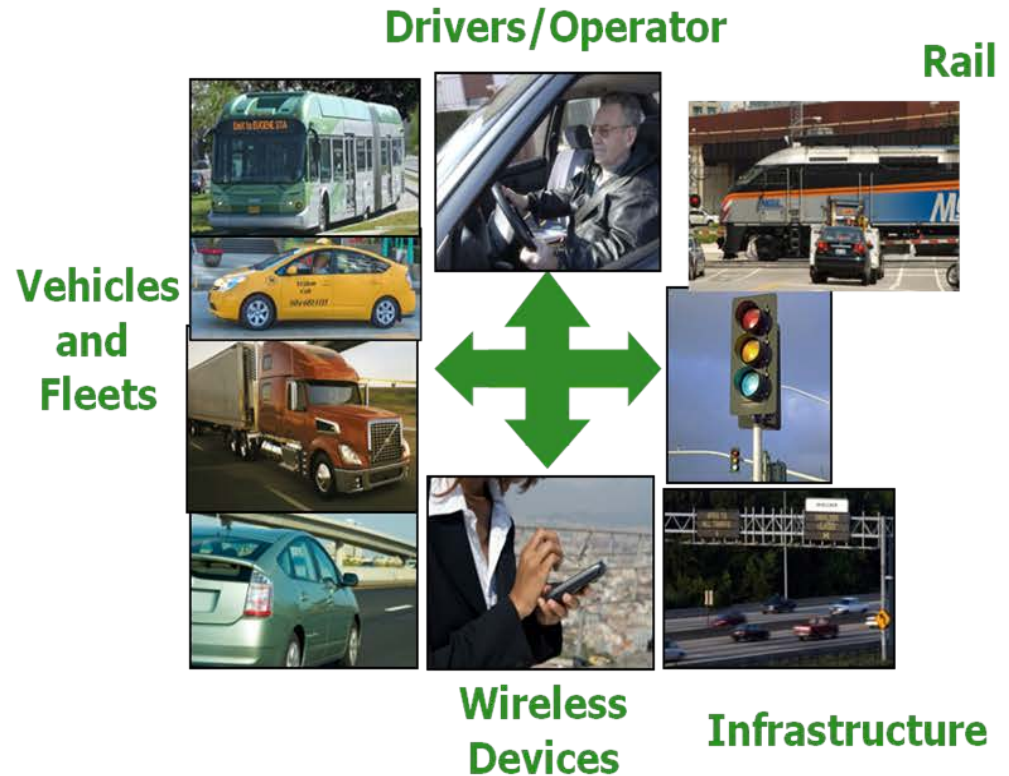 Drivers/Operator
Rail
Vehicles
and
Fleets
Wireless
Devices
Infrastructure